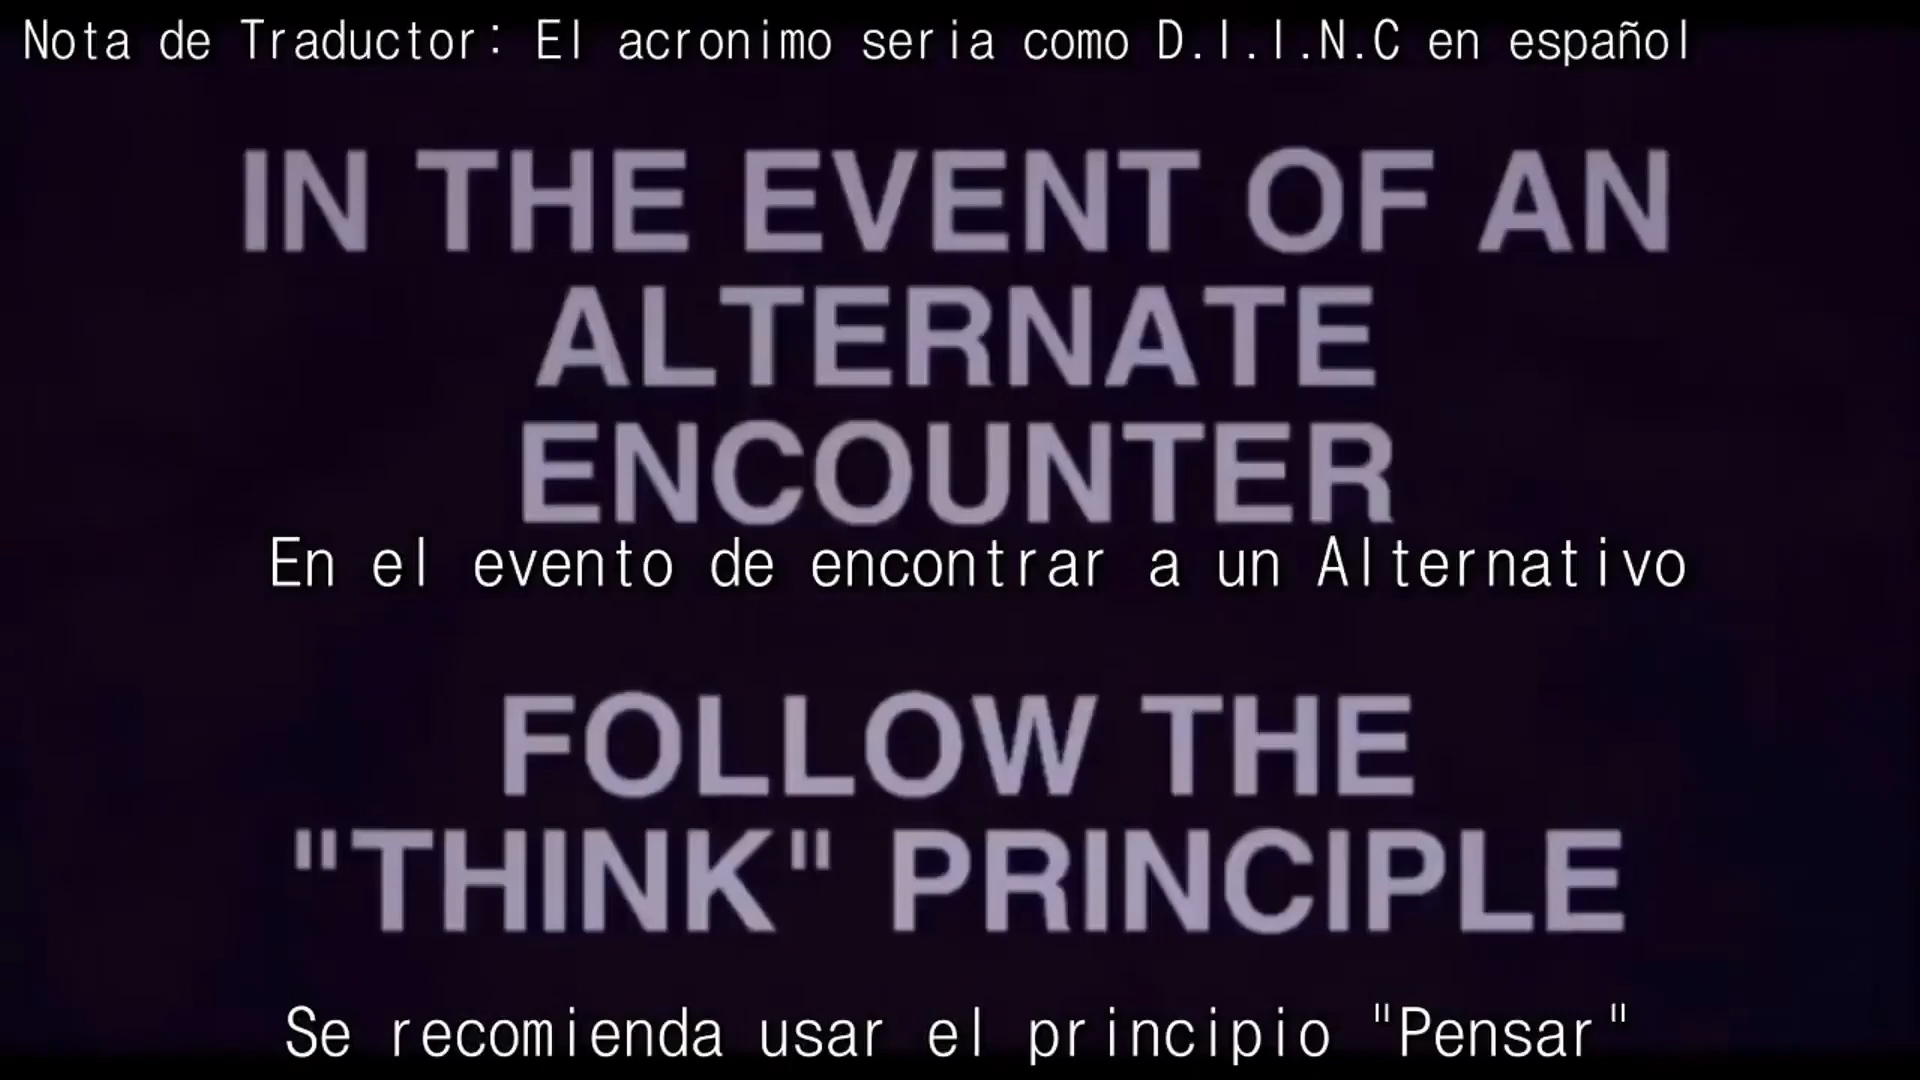 Nota de Traductor: El acronimo seria como D.I.I.N.C en español
IN THE EVENT OF AN
ALTERNATE
ENCOUNTER
En el evento de encontrar a un Alternativo
FOLLOW THE
"THINK" PRINCIPLE
Se recomienda usar el principio "Pensar"